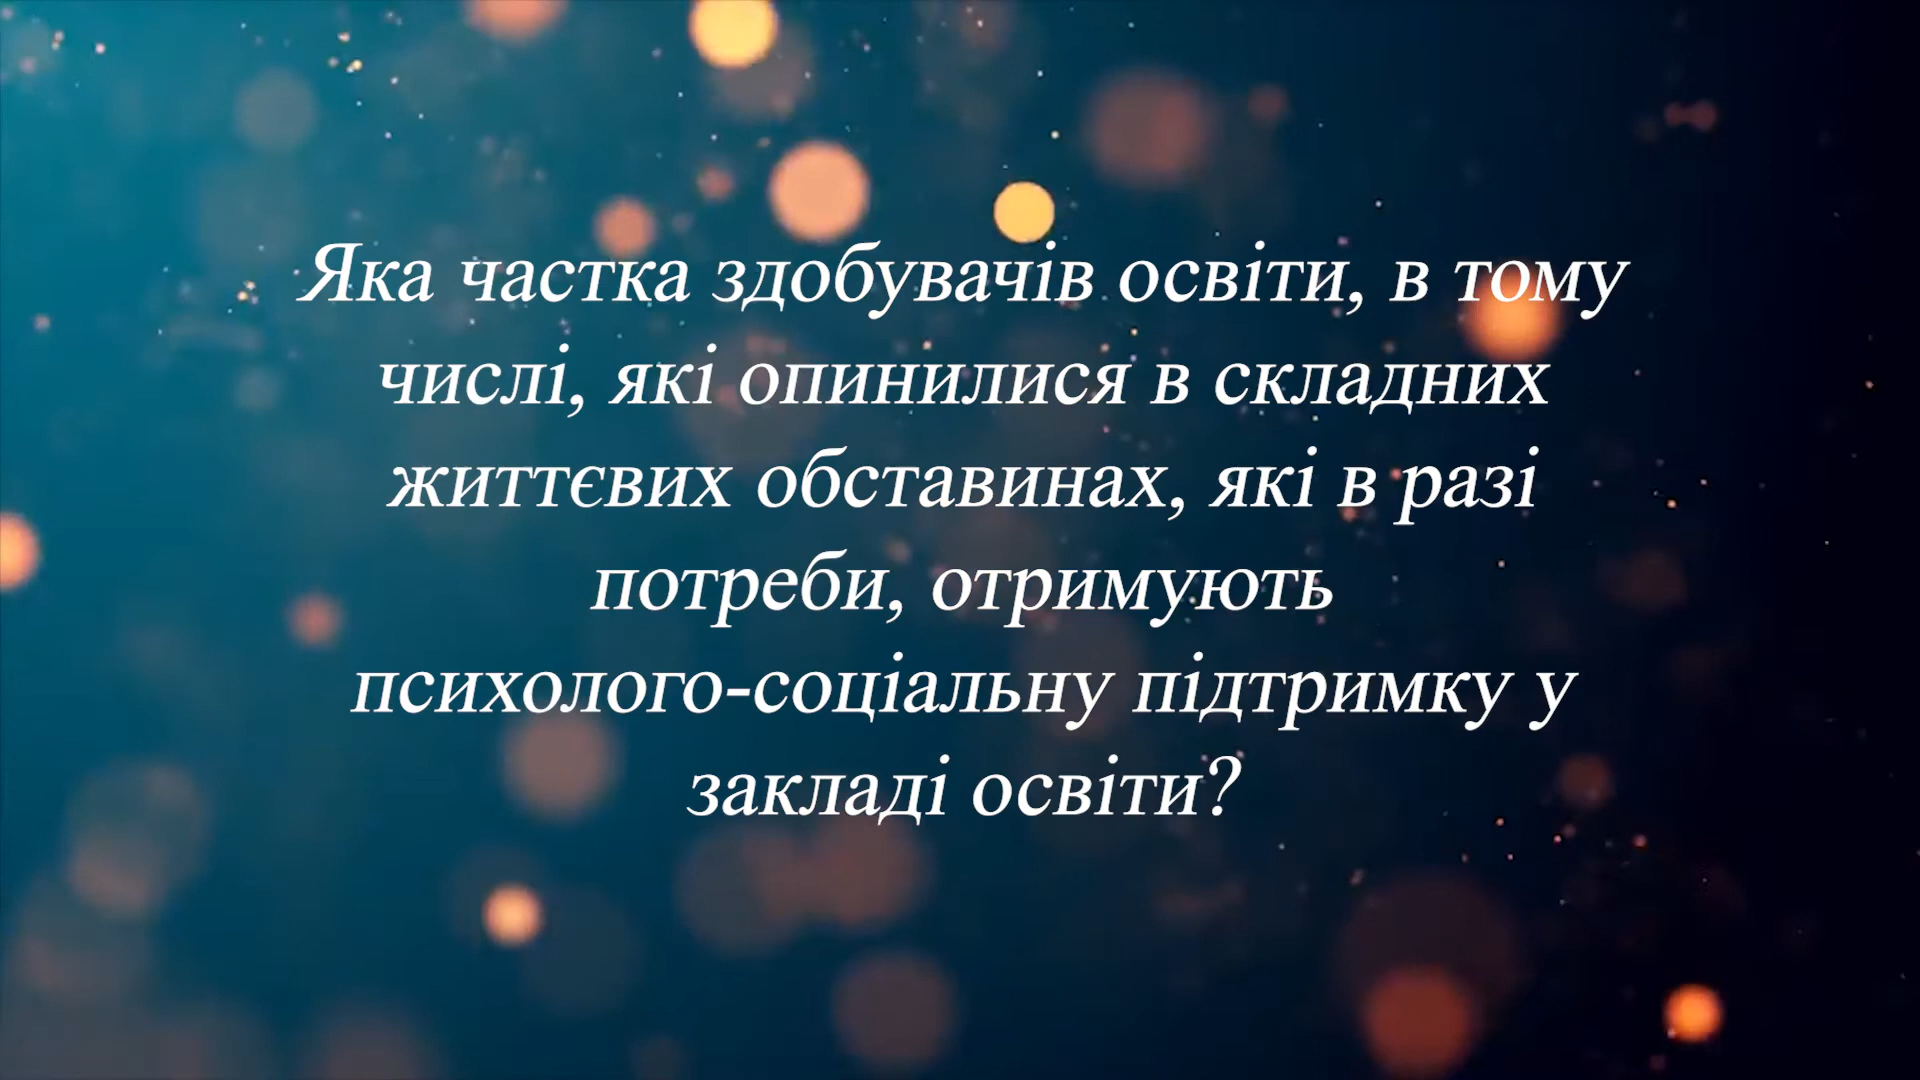 Яка частка здобувачів освіти, в тому
числі, які опинилися в складних
життєвих обставинах, які в разі
потреби, отримують
психолого-соціальну підтримку у
закладі освіти?